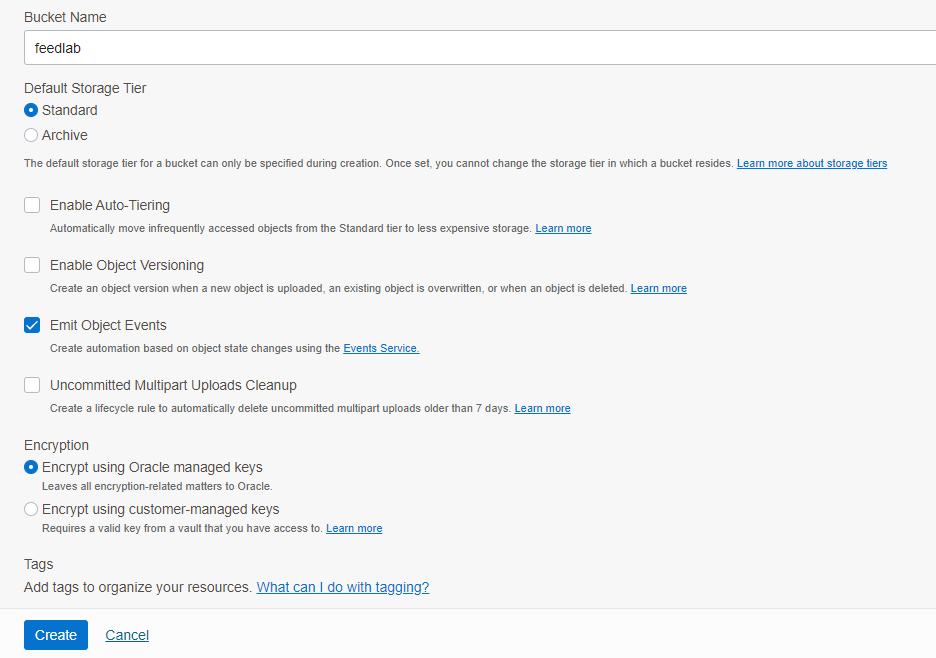 Bucket Name
feedlab
Default Storage Tier
Standard
Archive
The default storage tier for a bucket can only be specified during creation. Once set, you cannot change the storage tier in which a bucket resides. Learn more about storage tiers
Enable Auto-Tiering
Automatically move infrequently accessed objects from the Standard tier to less expensive storage. Learn more
Enable Object Versioning
Create an object version when a new object is uploaded, an existing object is overwritten, or when an object is deleted. Learn more
Emit Object Events
Create automation based on object state changes using the Events Service.
Uncommitted Multipart Uploads Cleanup
Create a lifecycle rule to automatically delete uncommitted multipart uploads older than 7 days. Learn more
Encryption
Encrypt using Oracle managed keys
Leaves all encryption-related matters to Oracle.
Encrypt using customer-managed keys
Requires a valid key from a vault that you have access to. Learn more
Tags
Add tags to organize your resources. What can I do with tagging?
Create Cancel